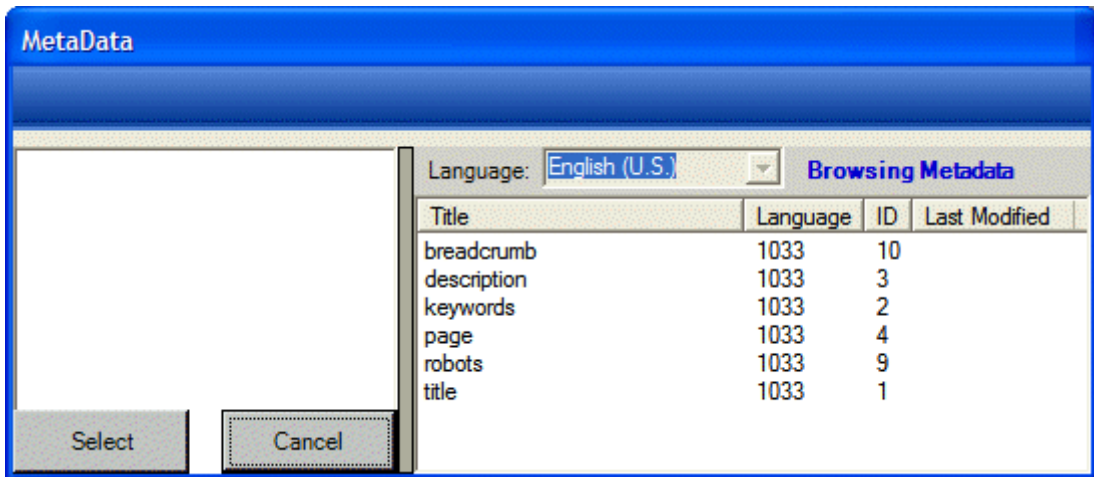 MetaData
Language: English (U.S.) Browsing Metadata
Title Language ID Last Modified
breadcrumb 1033 10
description 1033 3
keywords 1033 2
page 1033 4
robots 1033 9
title 1033 1
Select Cancel